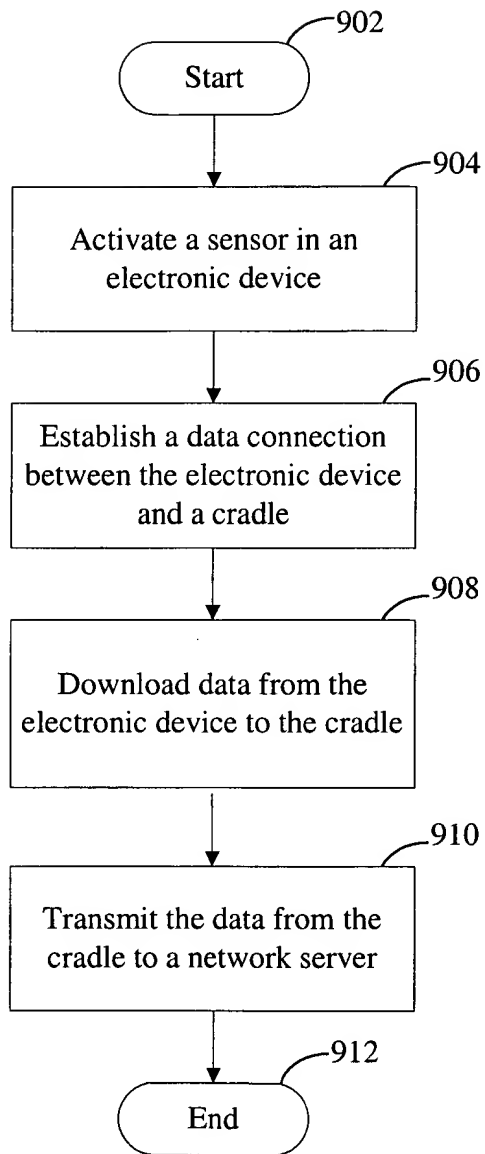 902
Start
904
Activate a sensor in an
electronic device
906
Establish a data connection
between the electronic device
and a cradle
908
Download data from the
electronic device to the cradle
910
Transmit the data from the
cradle to a network server
912
End